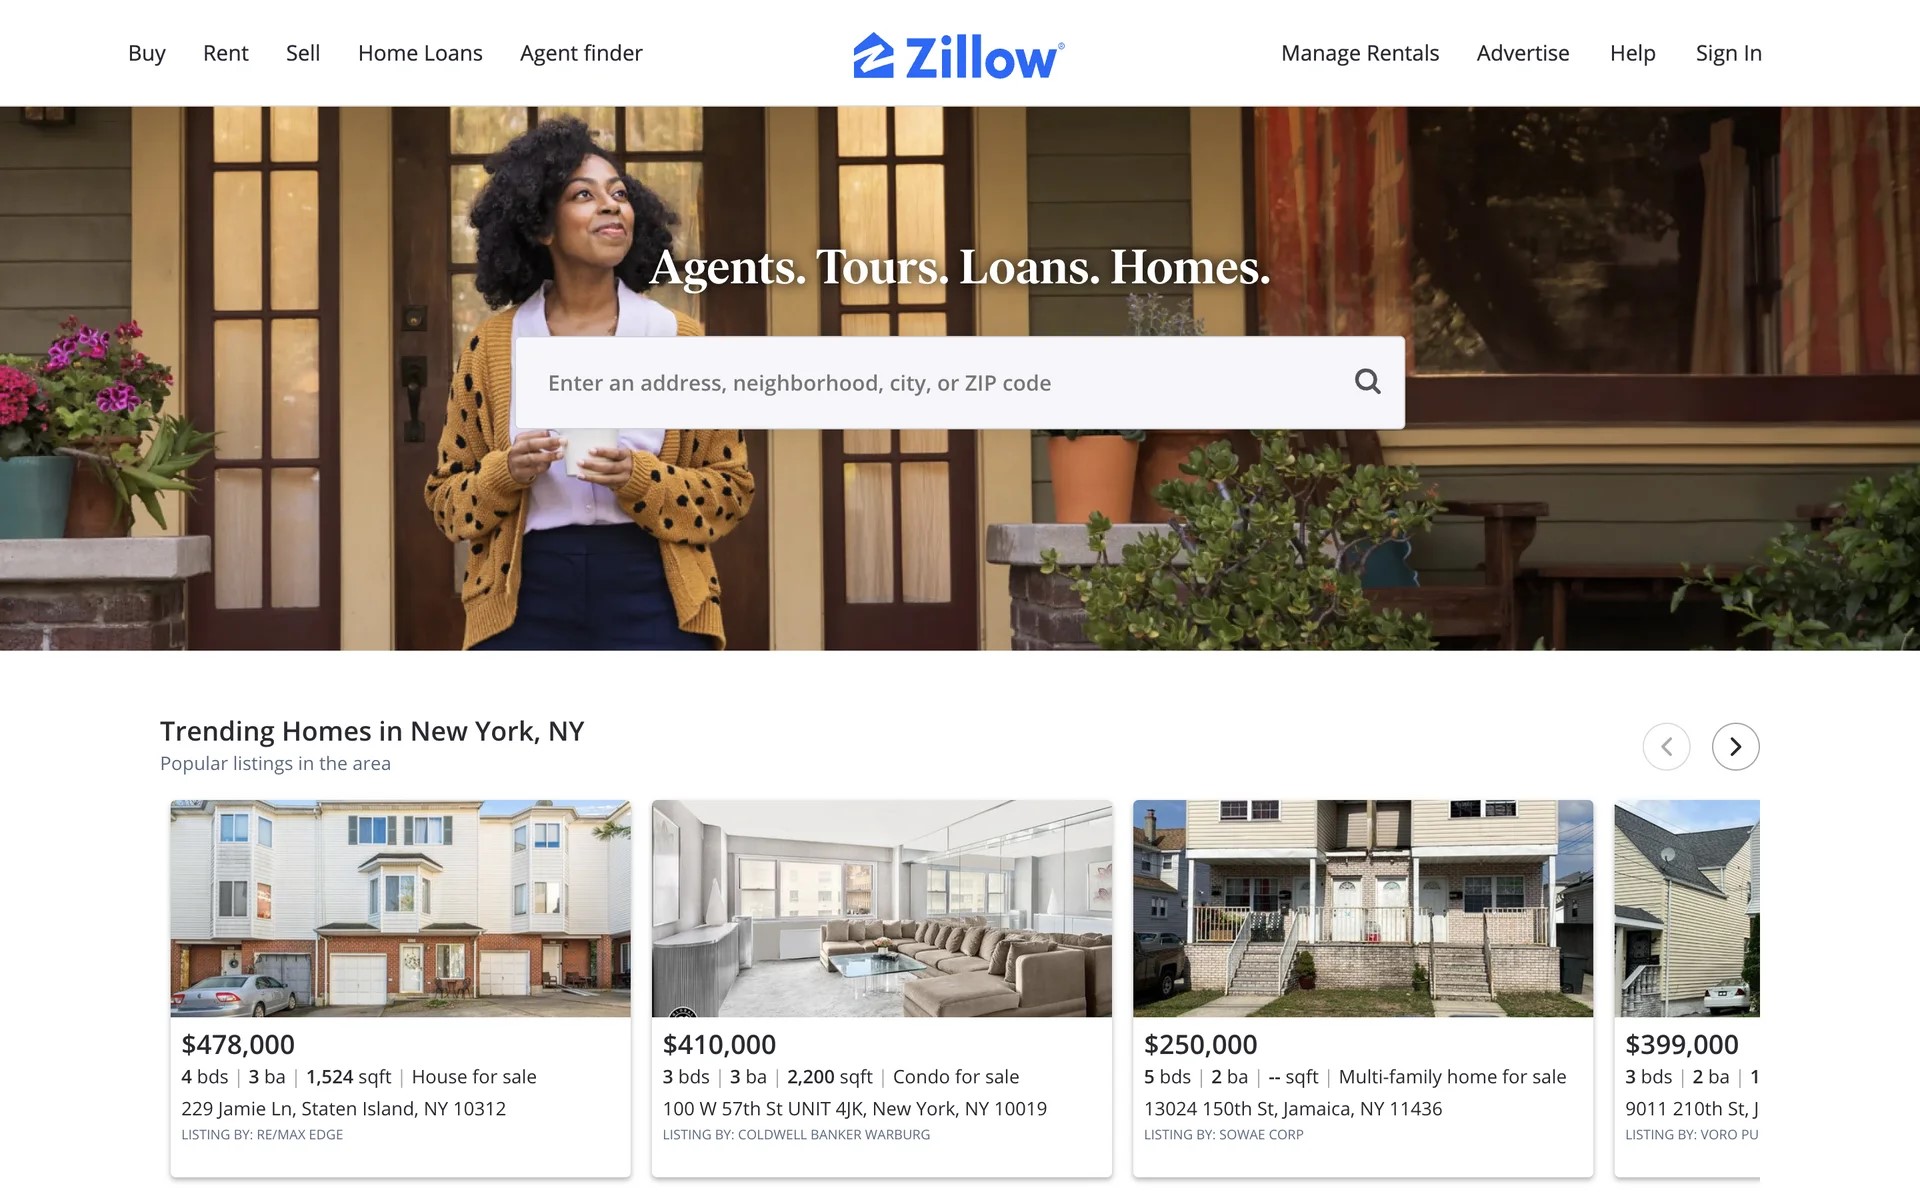 Buy Rent Sell Home Loans Agent finder
Zillow®
Manage Rentals Advertise Help Sign In
Agents. Tours. Loans. Homes.
Enter an address, neighborhood, city, or ZIP code
Trending Homes in New York, NY
Popular listings in the area
$478,000
4 bds | 3 ba | 1,524 sqft | House for sale
229 Jamie Ln, Staten Island, NY 10312
LISTING BY: RE/MAX EDGE
$410,000
3 bds | 3 ba | 2,200 sqft | Condo for sale
100 W 57th St UNIT 4JK, New York, NY 10019
LISTING BY: COLDWELL BANKER WARBURG
$250,000
5 bds | 2 ba | -- sqft | Multi-family home for sale
13024 150th St, Jamaica, NY 11436
LISTING BY: SOWAE CORP
$399,000
3 bds | 2 ba | 1
9011 210th St, J
LISTING BY: VORO PU